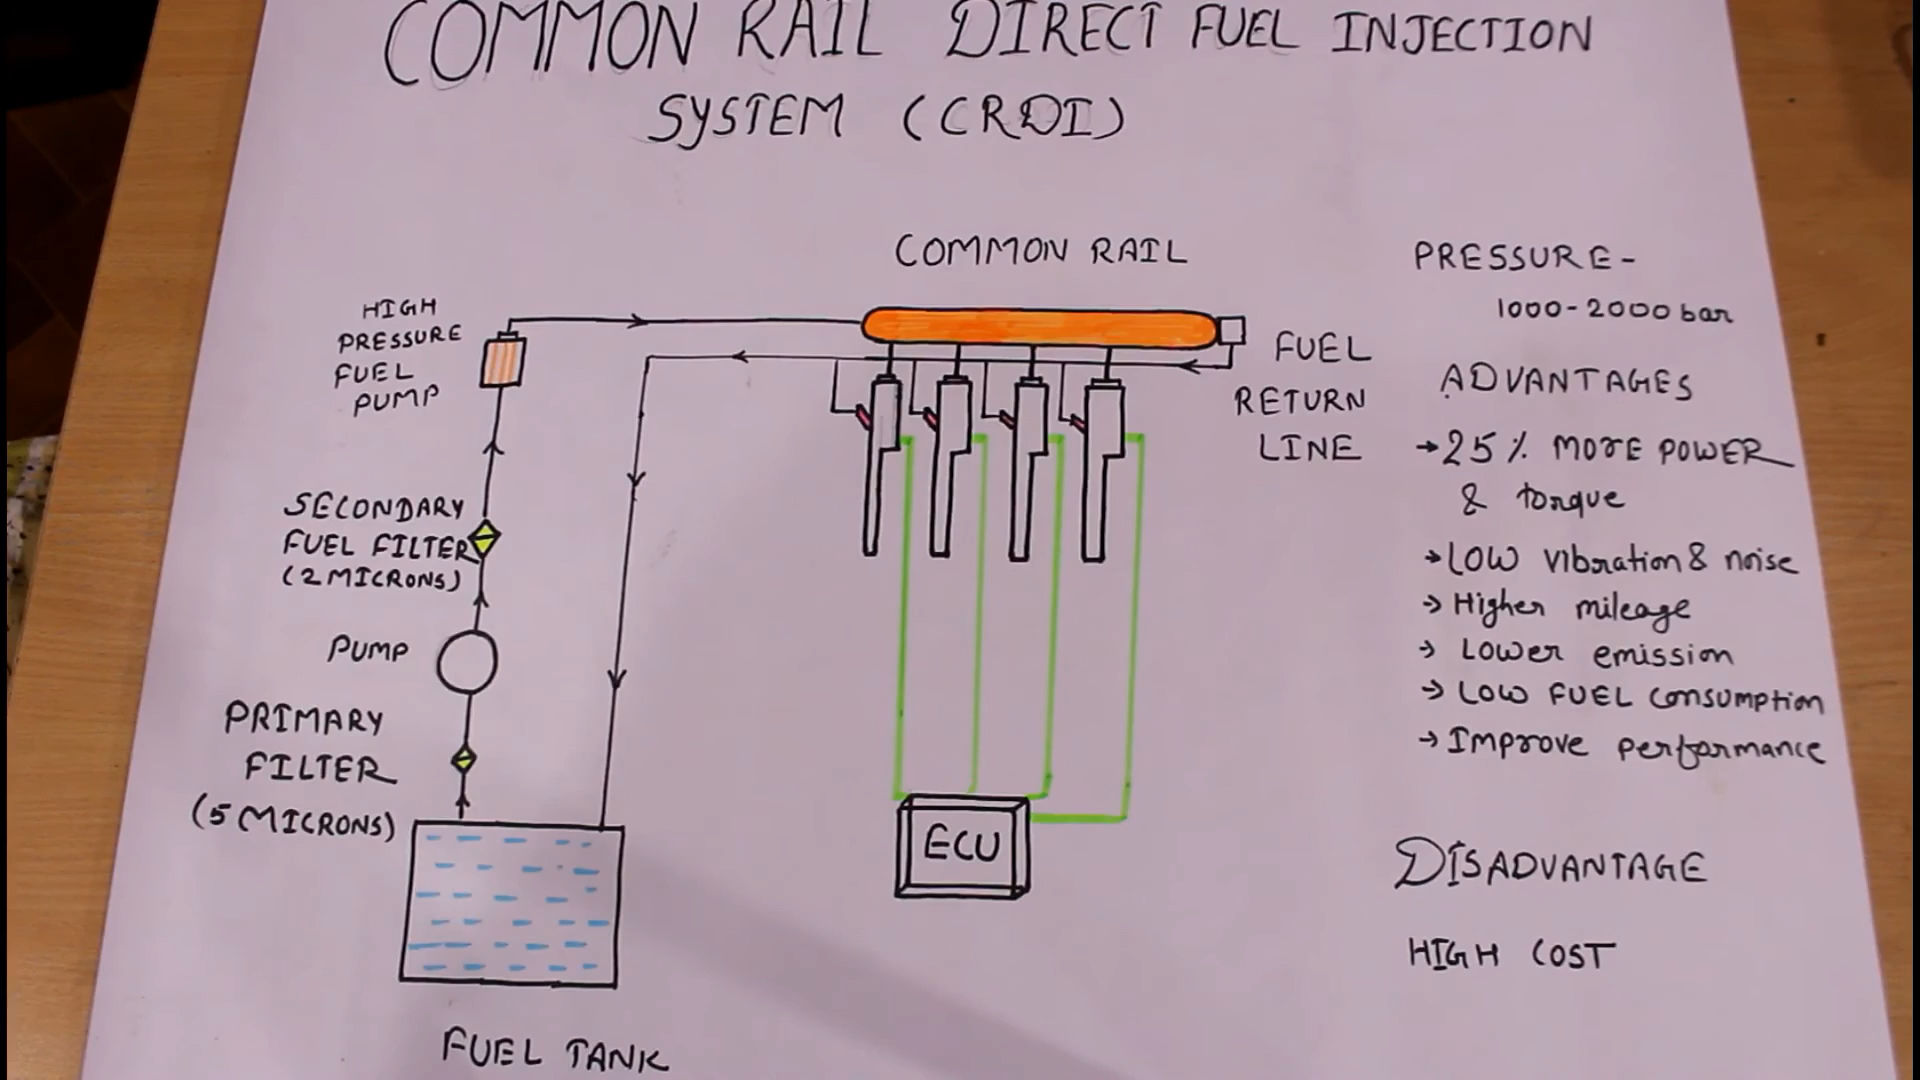 COMMON RAIL DIRECT FUEL INJECTION
SYSTEM (CRDI)
COMMON RAIL
HIGH
PRESSURE
FUEL
PUMP
FUEL
RETURN
LINE
SECONDARY
FUEL FILTER
(2 MICRONS)
PUMP
PRIMARY
FILTER
(5 MICRONS)
ECU
FUEL TANK
PRESSURE-
1000-2000 bar
ADVANTAGES
→25% MORE POWER
& torque
→LOW vibration & noise
→ Higher mileage
→ Lower emission
→ LOW FUEL consumption
→ Improve performance
DISADVANTAGE
HIGH COST